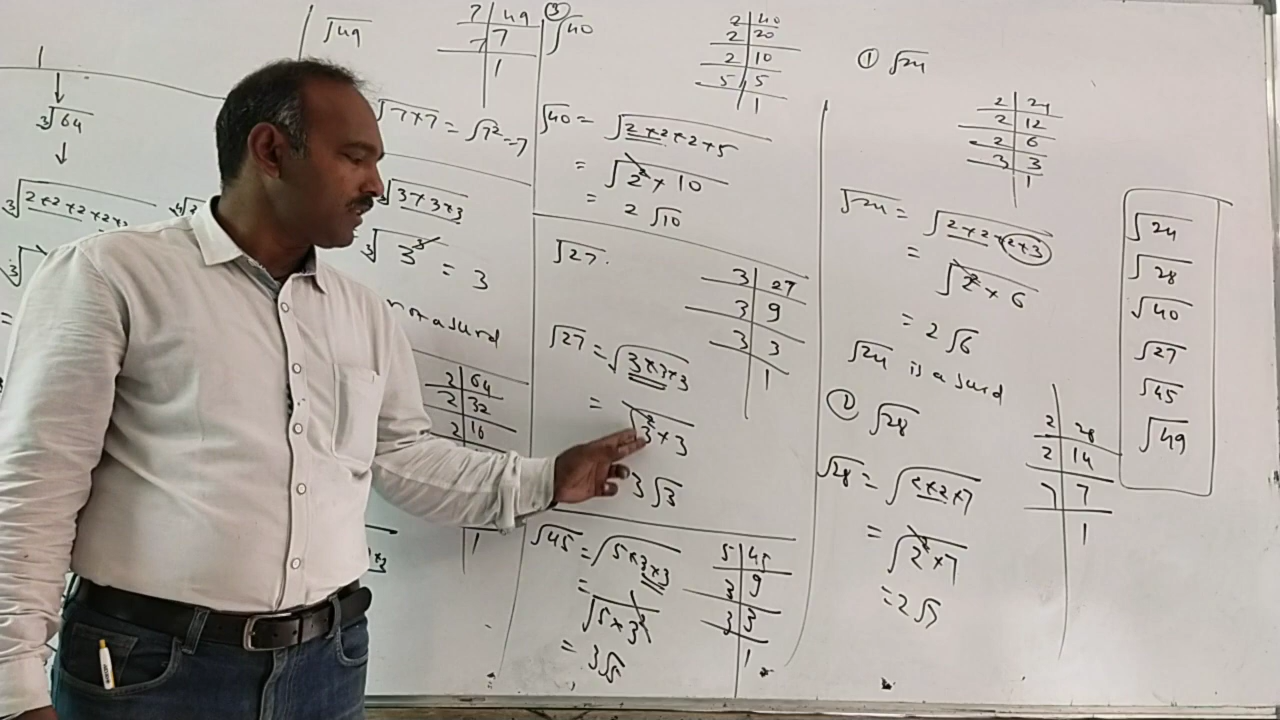 1
∛64
∛2×2×2×2×2
√49
7 | 49
7 | 7
1
√7×7 = √7² = 7
∛3×3×3
∛3³ = 3
not a surd
2 | 64
2 | 32
2 | 16
1
③ √40
2 | 40
2 | 20
2 | 10
5 | 5
1
√40 = √2×2×2×5
= √2²×10
= 2√10
√27.
3 | 27
3 | 9
3 | 3
1
√27 = √3×3×3
= √3²×3
3√3
√45 = √5×3×3
= √5×3²
= 3√5
5 | 45
3 | 9
3 | 3
1
① √24
2 | 24
2 | 12
2 | 6
3 | 3
1
√24 = √2×2×2×3
= √2²×6
= 2√6
√24 is a surd
√28
2 | 28
2 | 14
7 | 7
1
√28 = √2×2×7
= √2²×7
= 2√7
√24
√28
√40
√27
√45
√49